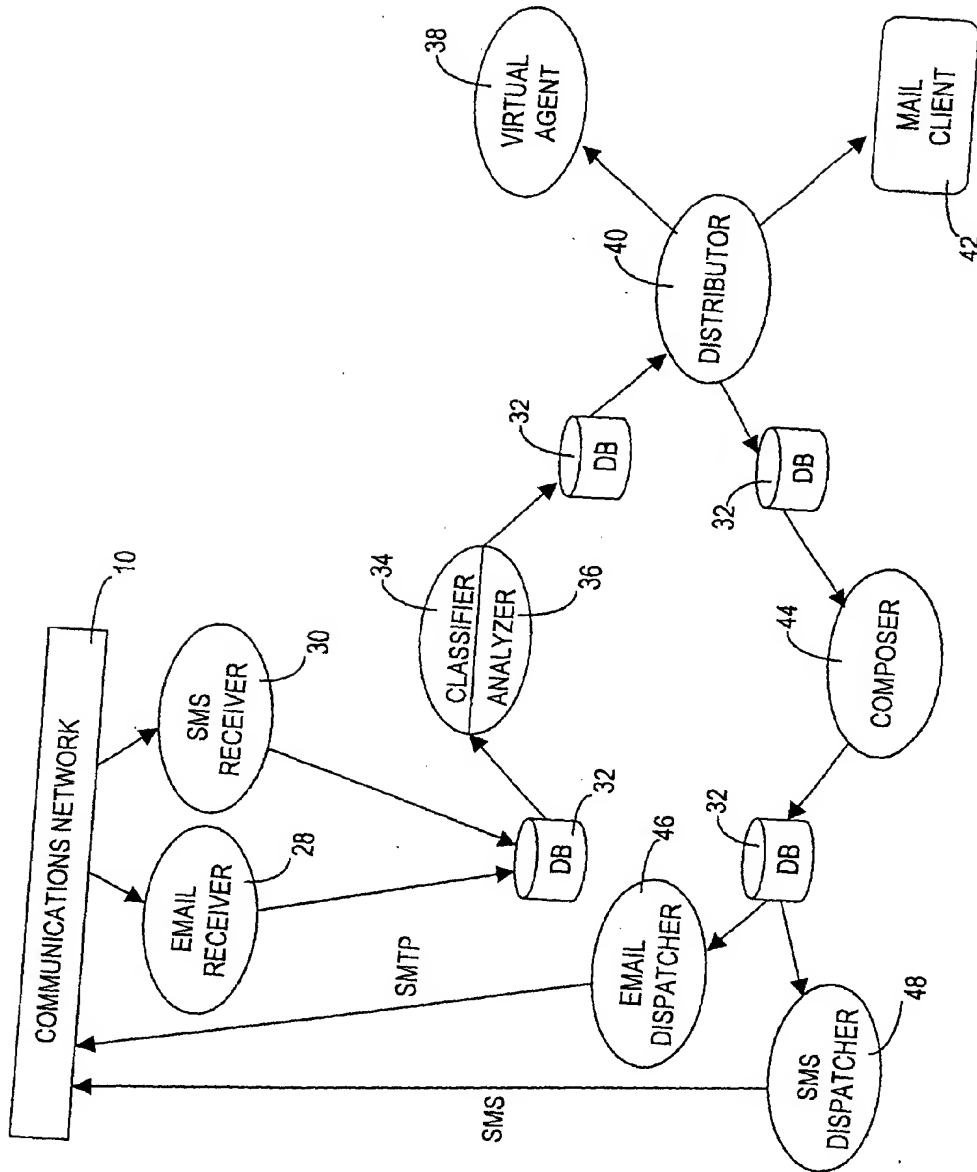 COMMUNICATIONS NETWORK
10
EMAIL
RECEIVER
28
SMS
RECEIVER
30
SMTP
SMS
DB
32
CLASSIFIER
34
ANALYZER
36
DB
32
DISTRIBUTOR
40
VIRTUAL
AGENT
38
MAIL
CLIENT
42
DB
32
COMPOSER
44
DB
32
EMAIL
DISPATCHER
46
SMS
DISPATCHER
48